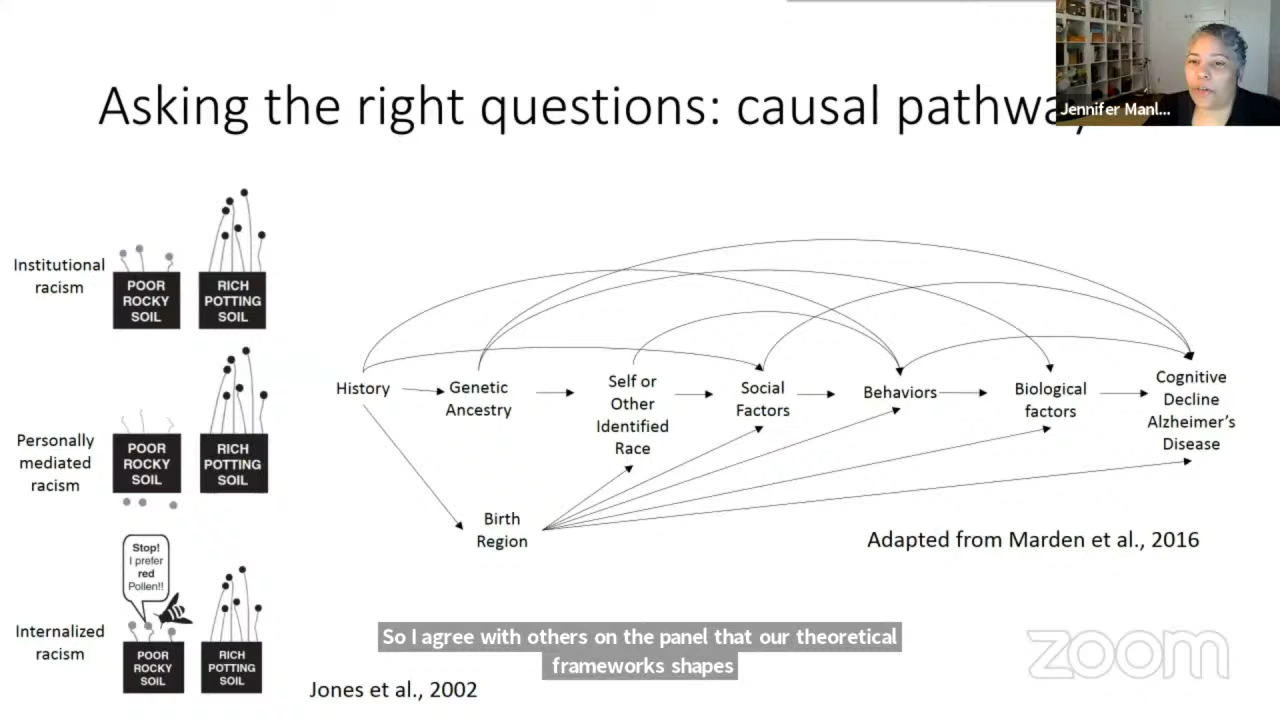 Asking the right questions: causal pathway
Jennifer Manl...
Institutional
racism
POOR
ROCKY
SOIL
RICH
POTTING
SOIL
Personally
mediated
racism
POOR
ROCKY
SOIL
RICH
POTTING
SOIL
Stop!
I prefer
red
Pollen!!
Internalized
racism
POOR
ROCKY
SOIL
RICH
POTTING
SOIL
Jones et al., 2002
History
Genetic
Ancestry
Self or
Other
Identified
Race
Social
Factors
Behaviors
Biological
factors
Cognitive
Decline
Alzheimer's
Disease
Birth
Region
Adapted from Marden et al., 2016
So I agree with others on the panel that our theoretical
frameworks shapes
zoom